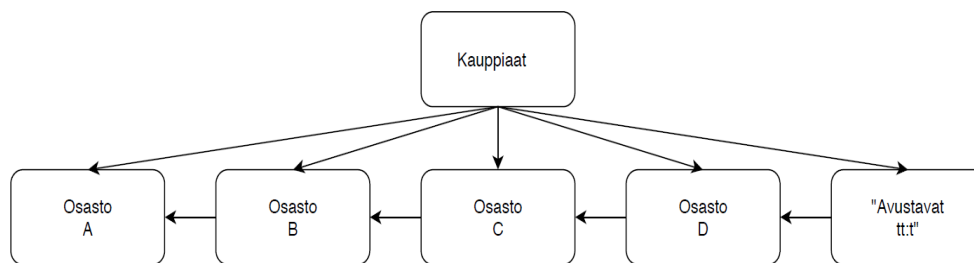 Kauppiaat
Osasto
A
Osasto
B
Osasto
C
Osasto
D
"Avustavat
tt:t"